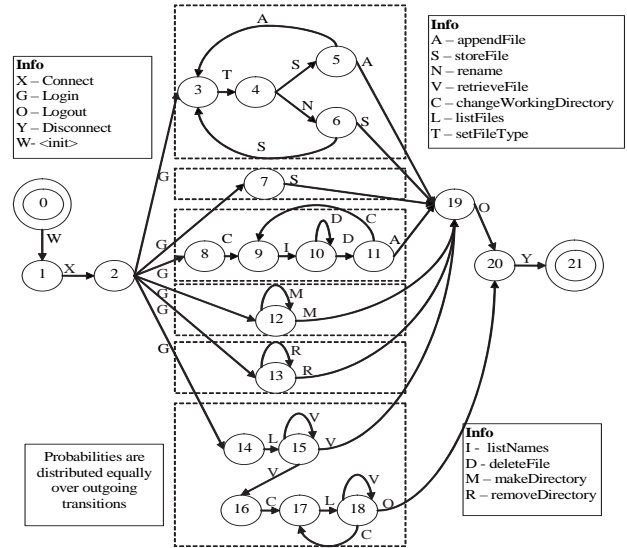 Info
X – Connect
G – Login
O – Logout
Y – Disconnect
W- <init>
Info
A – appendFile
S – storeFile
N – rename
V – retrieveFile
C – changeWorkingDirectory
L – listFiles
T – setFileType
A
3
T
4
S
5
A
N
6
S
S
G
7
S
0
W
1
X
2
G
8
C
9
I
10
D
D
11
C
A
19
O
20
Y
21
G
G
12
M
M
G
13
R
R
G
14
L
15
V
V
V
16
C
17
L
18
V
O
C
Probabilities are
distributed equally
over outgoing
transitions
Info
I - listNames
D - deleteFile
M – makeDirectory
R – removeDirectory